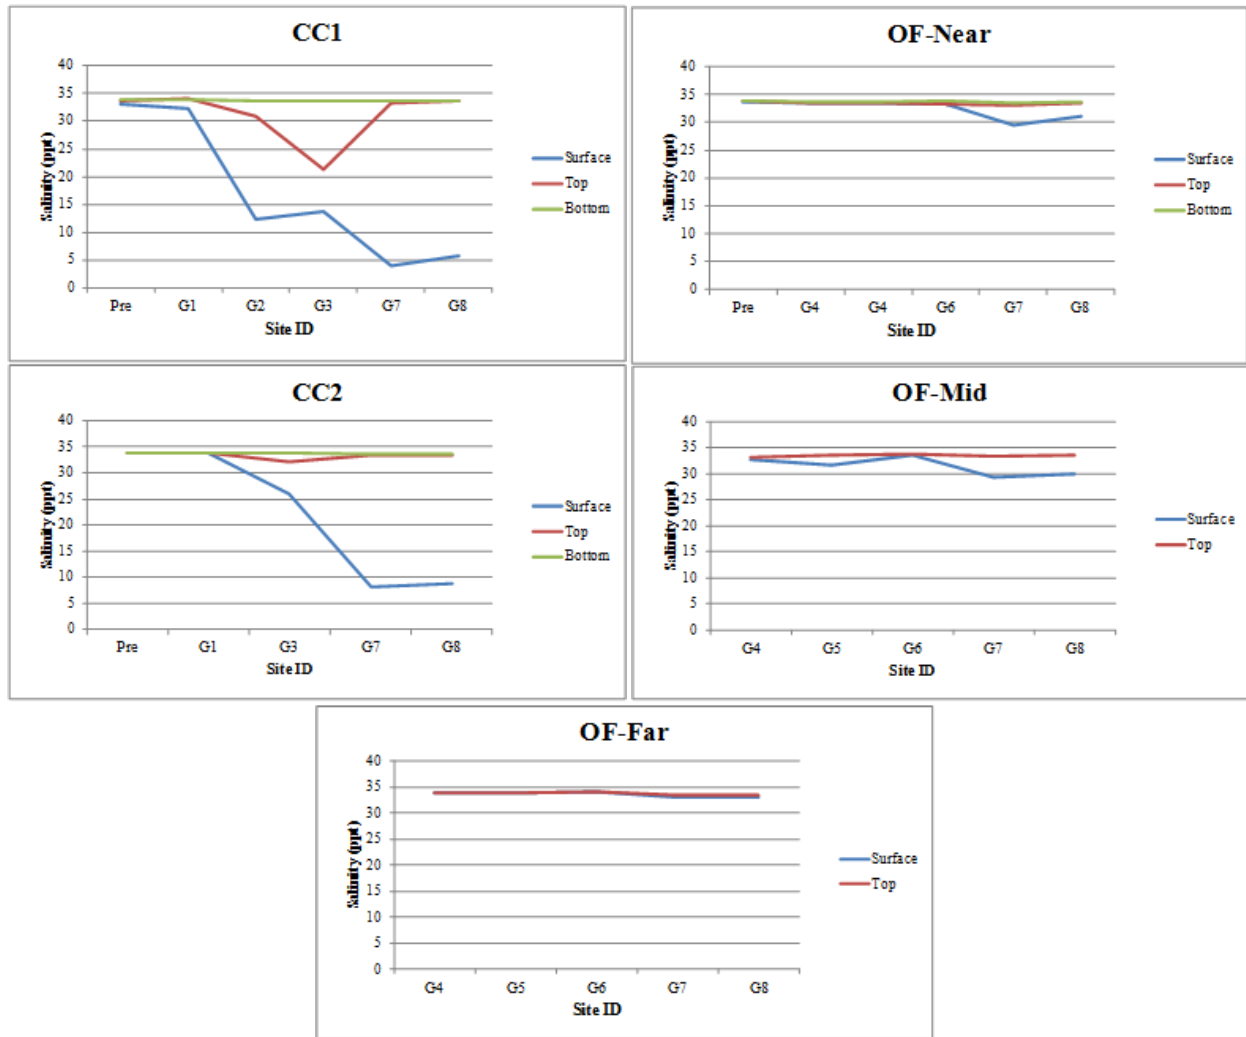 CC1
40
35
30
25
20
15
10
5
0
Salinity (ppt)
Pre G1 G2 G3 G7 G8
Site ID
Surface
Top
Bottom
OF-Near
40
35
30
25
20
15
10
5
0
Salinity (ppt)
Pre G4 G4 G6 G7 G8
Site ID
Surface
Top
Bottom
CC2
40
35
30
25
20
15
10
5
0
Salinity (ppt)
Pre G1 G3 G7 G8
Site ID
Surface
Top
Bottom
OF-Mid
40
35
30
25
20
15
10
5
0
Salinity (ppt)
G4 G5 G6 G7 G8
Site ID
Surface
Top
OF-Far
40
35
30
25
20
15
10
5
0
Salinity (ppt)
G4 G5 G6 G7 G8
Site ID
Surface
Top